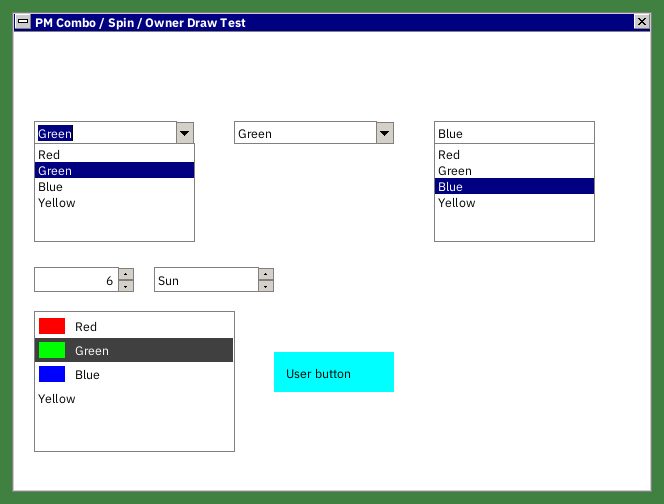 PM Combo / Spin / Owner Draw Test
Green
Red
Green
Blue
Yellow
Green
Blue
Red
Green
Blue
Yellow
6
Sun
Red
Green
Blue
Yellow
User button